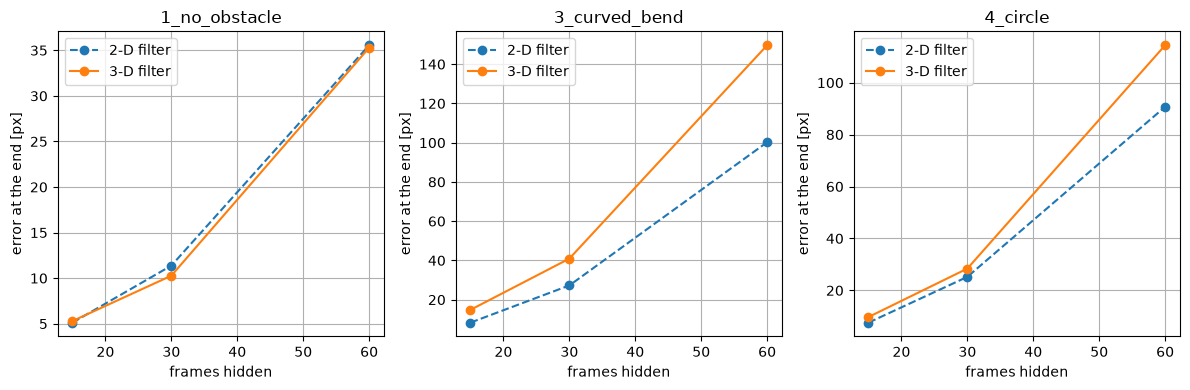 1_no_obstacle
2-D filter
3-D filter
error at the end [px]
35
30
25
20
15
10
5
20 30 40 50 60
frames hidden
3_curved_bend
2-D filter
3-D filter
error at the end [px]
140
120
100
80
60
40
20
20 30 40 50 60
frames hidden
4_circle
2-D filter
3-D filter
error at the end [px]
100
80
60
40
20
20 30 40 50 60
frames hidden